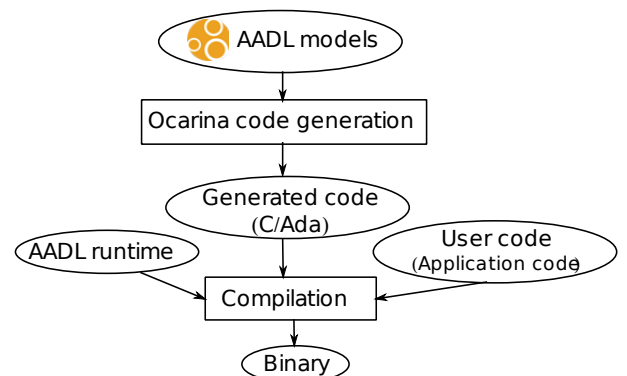 AADL models
Ocarina code generation
Generated code
(C/Ada)
AADL runtime
User code
(Application code)
Compilation
Binary